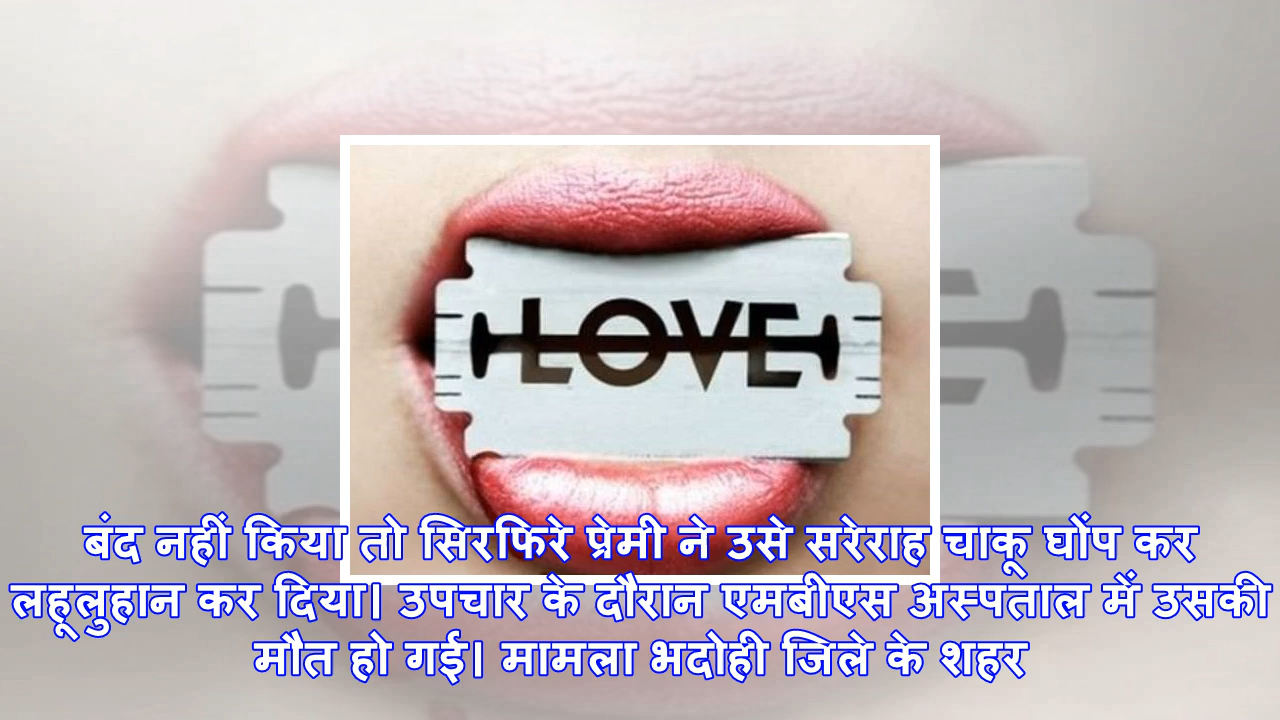 LOVE
बंद नहीं किया तो सिरफिरे प्रेमी ने उसे सरेराह चाकू घोंप कर
लहूलुहान कर दिया। उपचार के दौरान एमबीएस अस्पताल में उसकी
मौत हो गई। मामला भदोही जिले के शहर